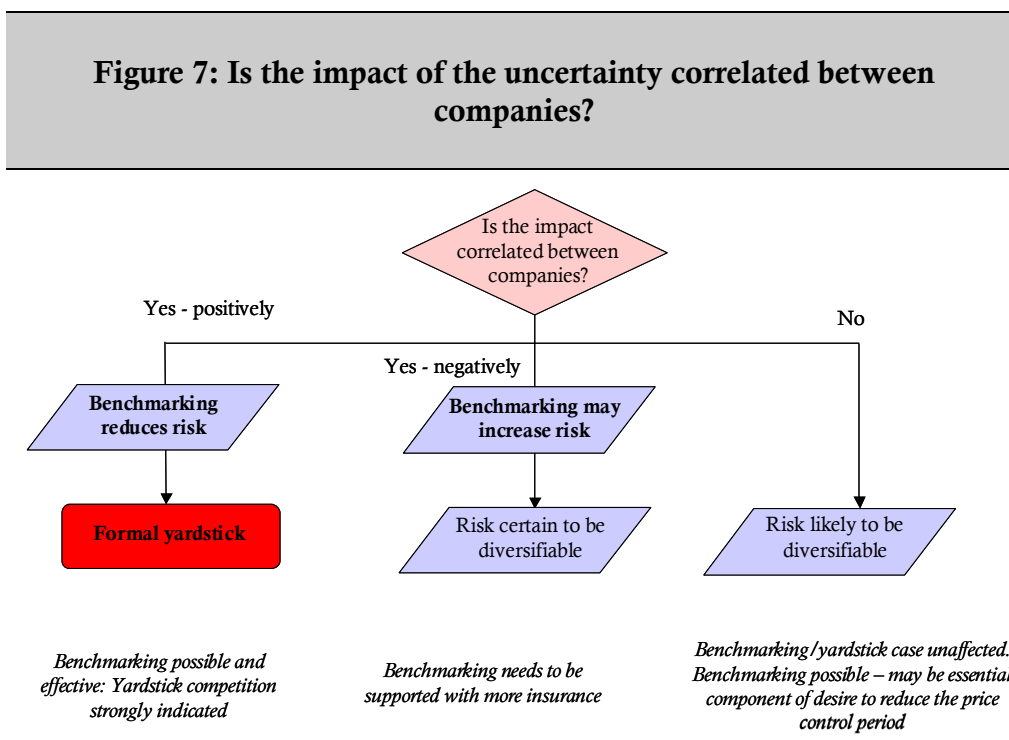 Figure 7: Is the impact of the uncertainty correlated between
companies?
Is the impact
correlated between
companies?
Yes - positively
No
Yes - negatively
Benchmarking
reduces risk
Benchmarking may
increase risk
Formal yardstick
Risk certain to be
diversifiable
Risk likely to be
diversifiable
Benchmarking possible and
effective: Yardstick competition
strongly indicated
Benchmarking needs to be
supported with more insurance
Benchmarking/yardstick case unaffected.
Benchmarking possible – may be essential
component of desire to reduce the price
control period